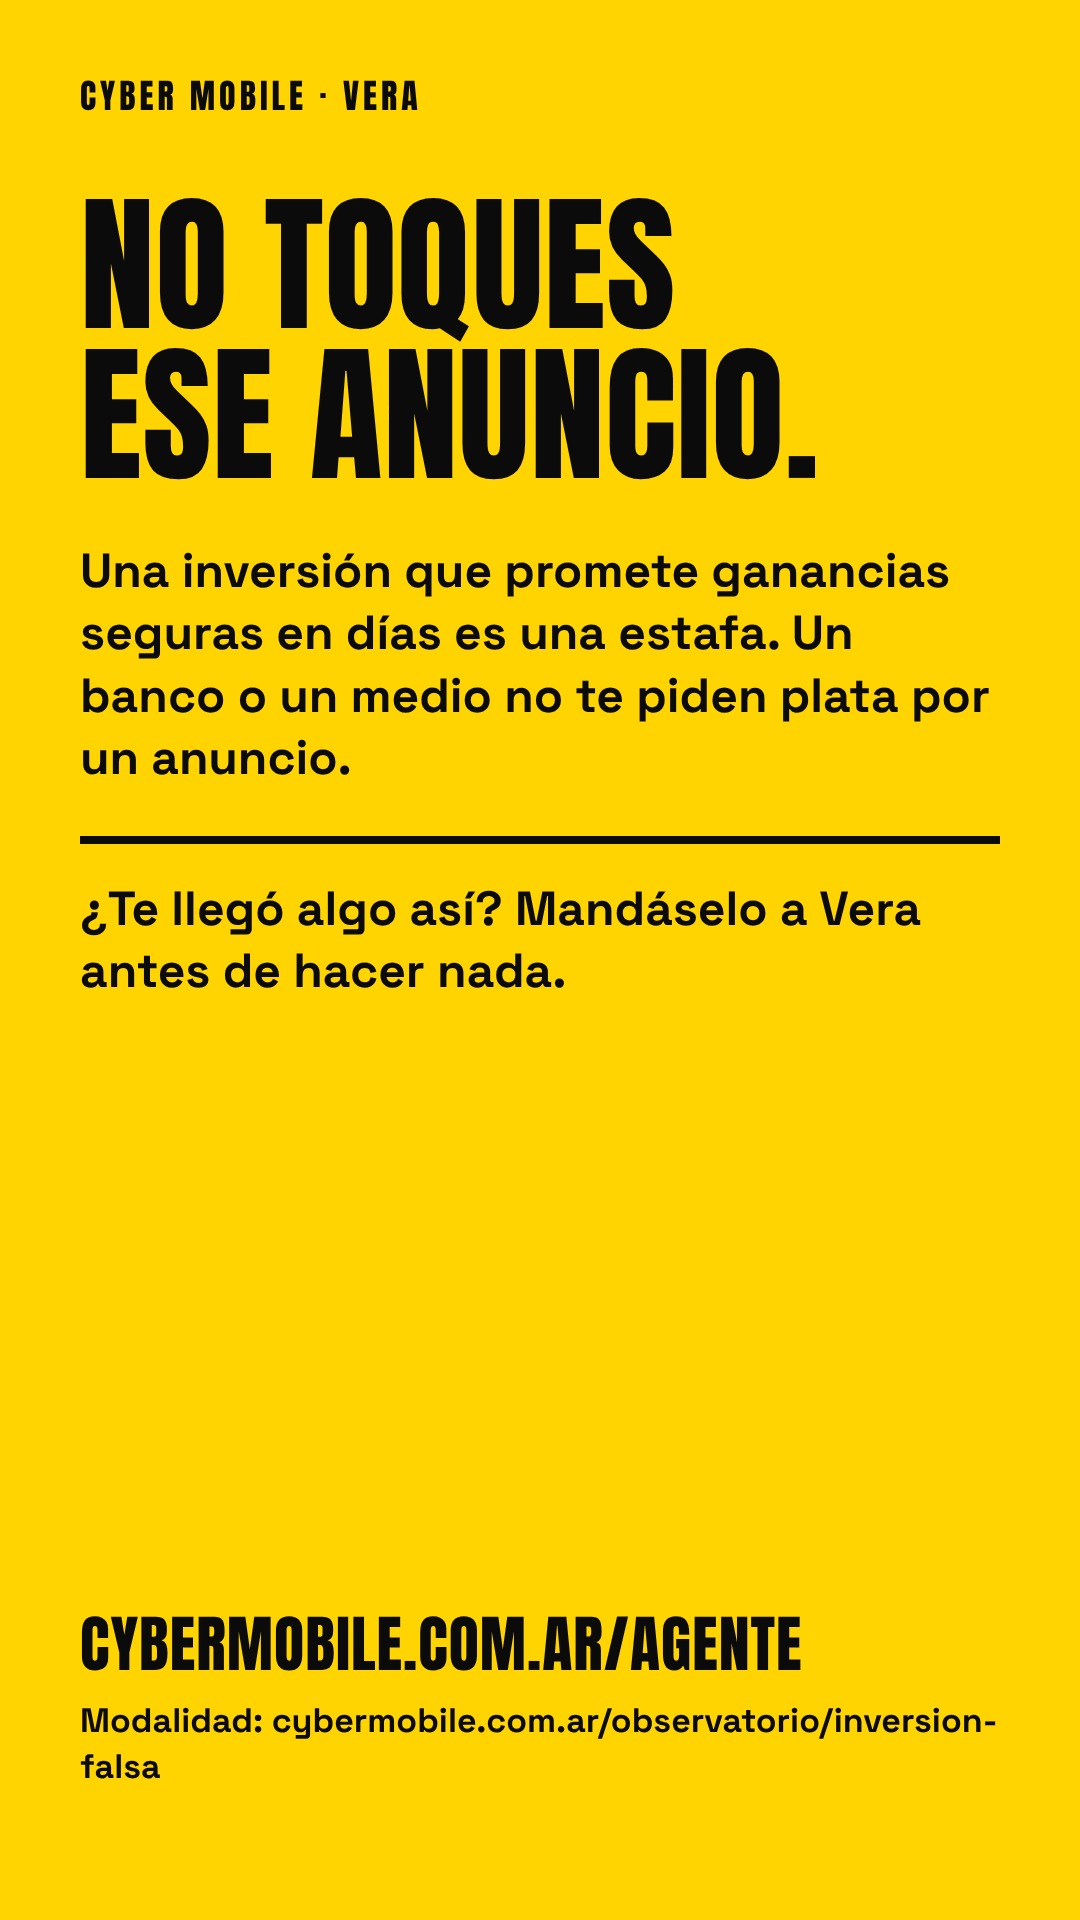 CYBER MOBILE · VERA
NO TOQUES
ESE ANUNCIO.
Una inversión que promete ganancias
seguras en días es una estafa. Un
banco o un medio no te piden plata por
un anuncio.
¿Te llegó algo así? Mandáselo a Vera
antes de hacer nada.
CYBERMOBILE.COM.AR/AGENTE
Modalidad: cybermobile.com.ar/observatorio/inversion-
falsa